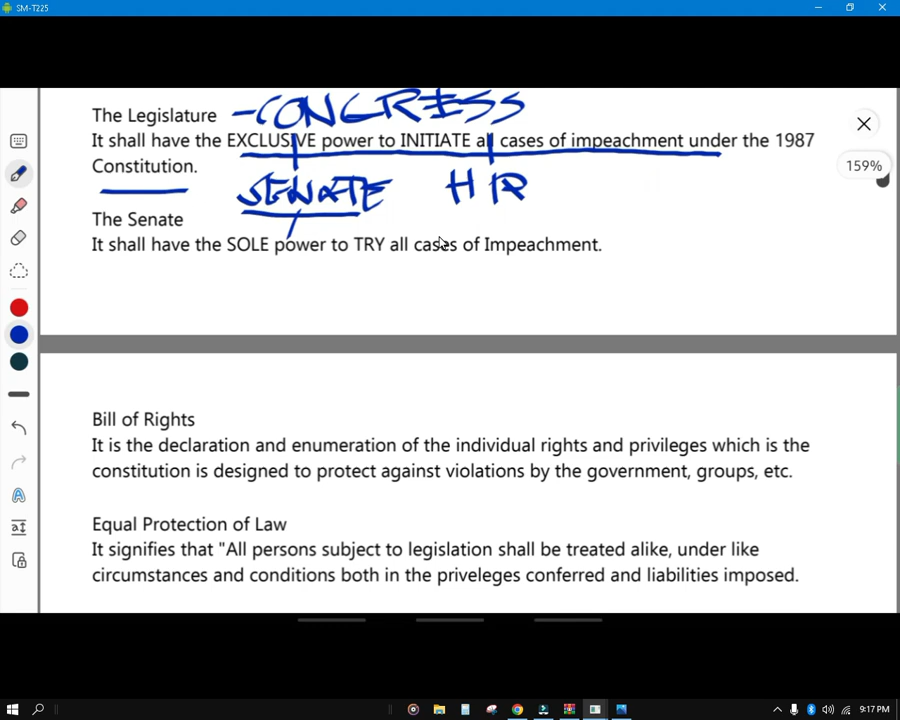 SM-T225
The Legislature -CONGRESS
It shall have the EXCLUSIVE power to INITIATE all cases of impeachment under the 1987
Constitution.
159%
SENATE HR
The Senate
It shall have the SOLE power to TRY all cases of Impeachment.
Bill of Rights
It is the declaration and enumeration of the individual rights and privileges which is the
constitution is designed to protect against violations by the government, groups, etc.
Equal Protection of Law
It signifies that "All persons subject to legislation shall be treated alike, under like
circumstances and conditions both in the priveleges conferred and liabilities imposed.
9:17 PM